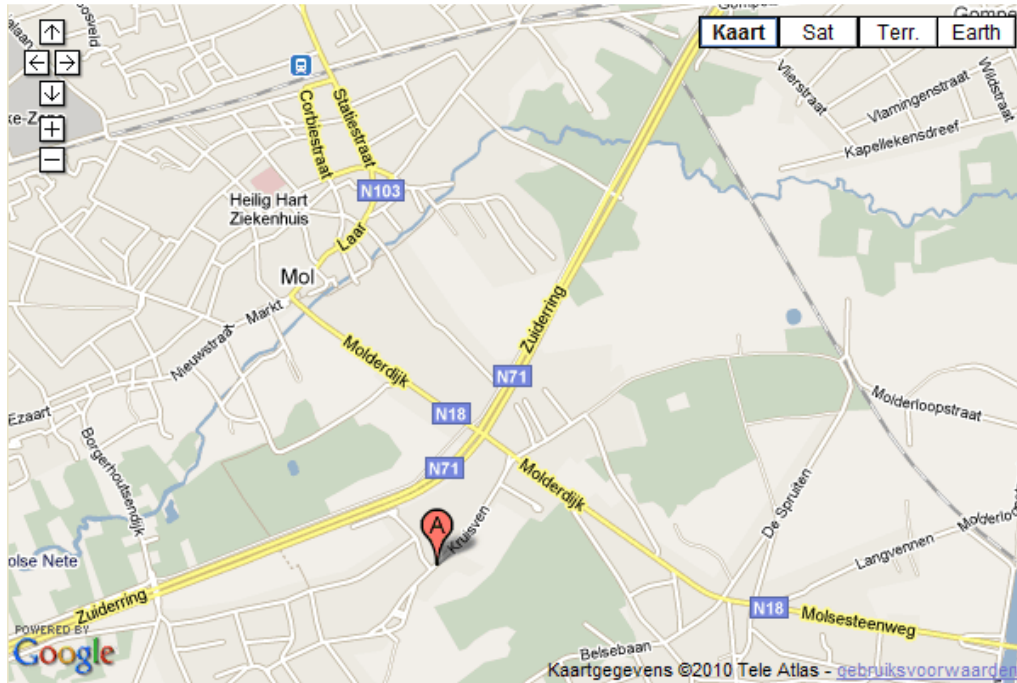 Kaart
Sat
Terr.
Earth
Vlierstraat
Vlamingenstraat
Wildstraat
Kapellekensdreef
Corbiestraat
Statiestraat
N103
Heilig Hart
Ziekenhuis
Laar
Mol
Markt
Nieuwstraat
Zuiderring
Molderdijk
N71
N18
Ezaart
Borgerhoutsendijk
Molderloopstraat
N71
Molderdijk
De Spruiten
A
Kruisven
Langvennen
olse Nete
Zuiderring
N18
Molsesteenweg
Belsebaan
POWERED BY
Google
Kaartgegevens ©2010 Tele Atlas - gebruiksvoorwaarden